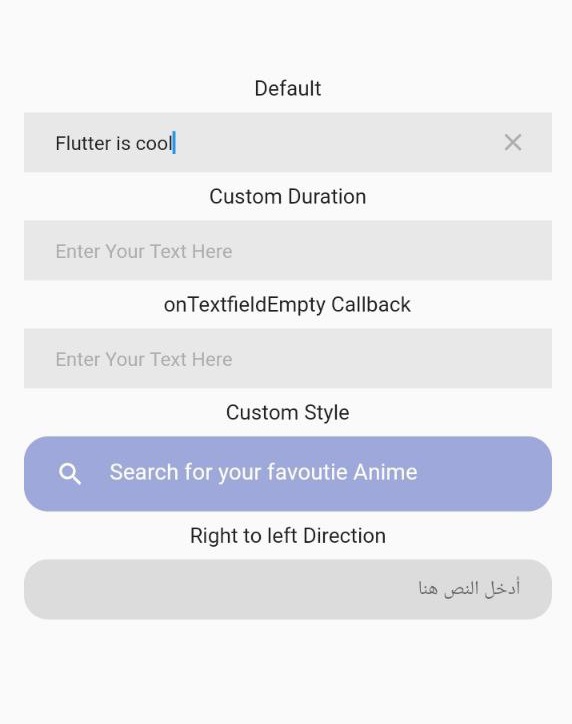 Default
Flutter is cool
Custom Duration
Enter Your Text Here
onTextfieldEmpty Callback
Enter Your Text Here
Custom Style
Search for your favoutie Anime
Right to left Direction
أدخل النص هنا